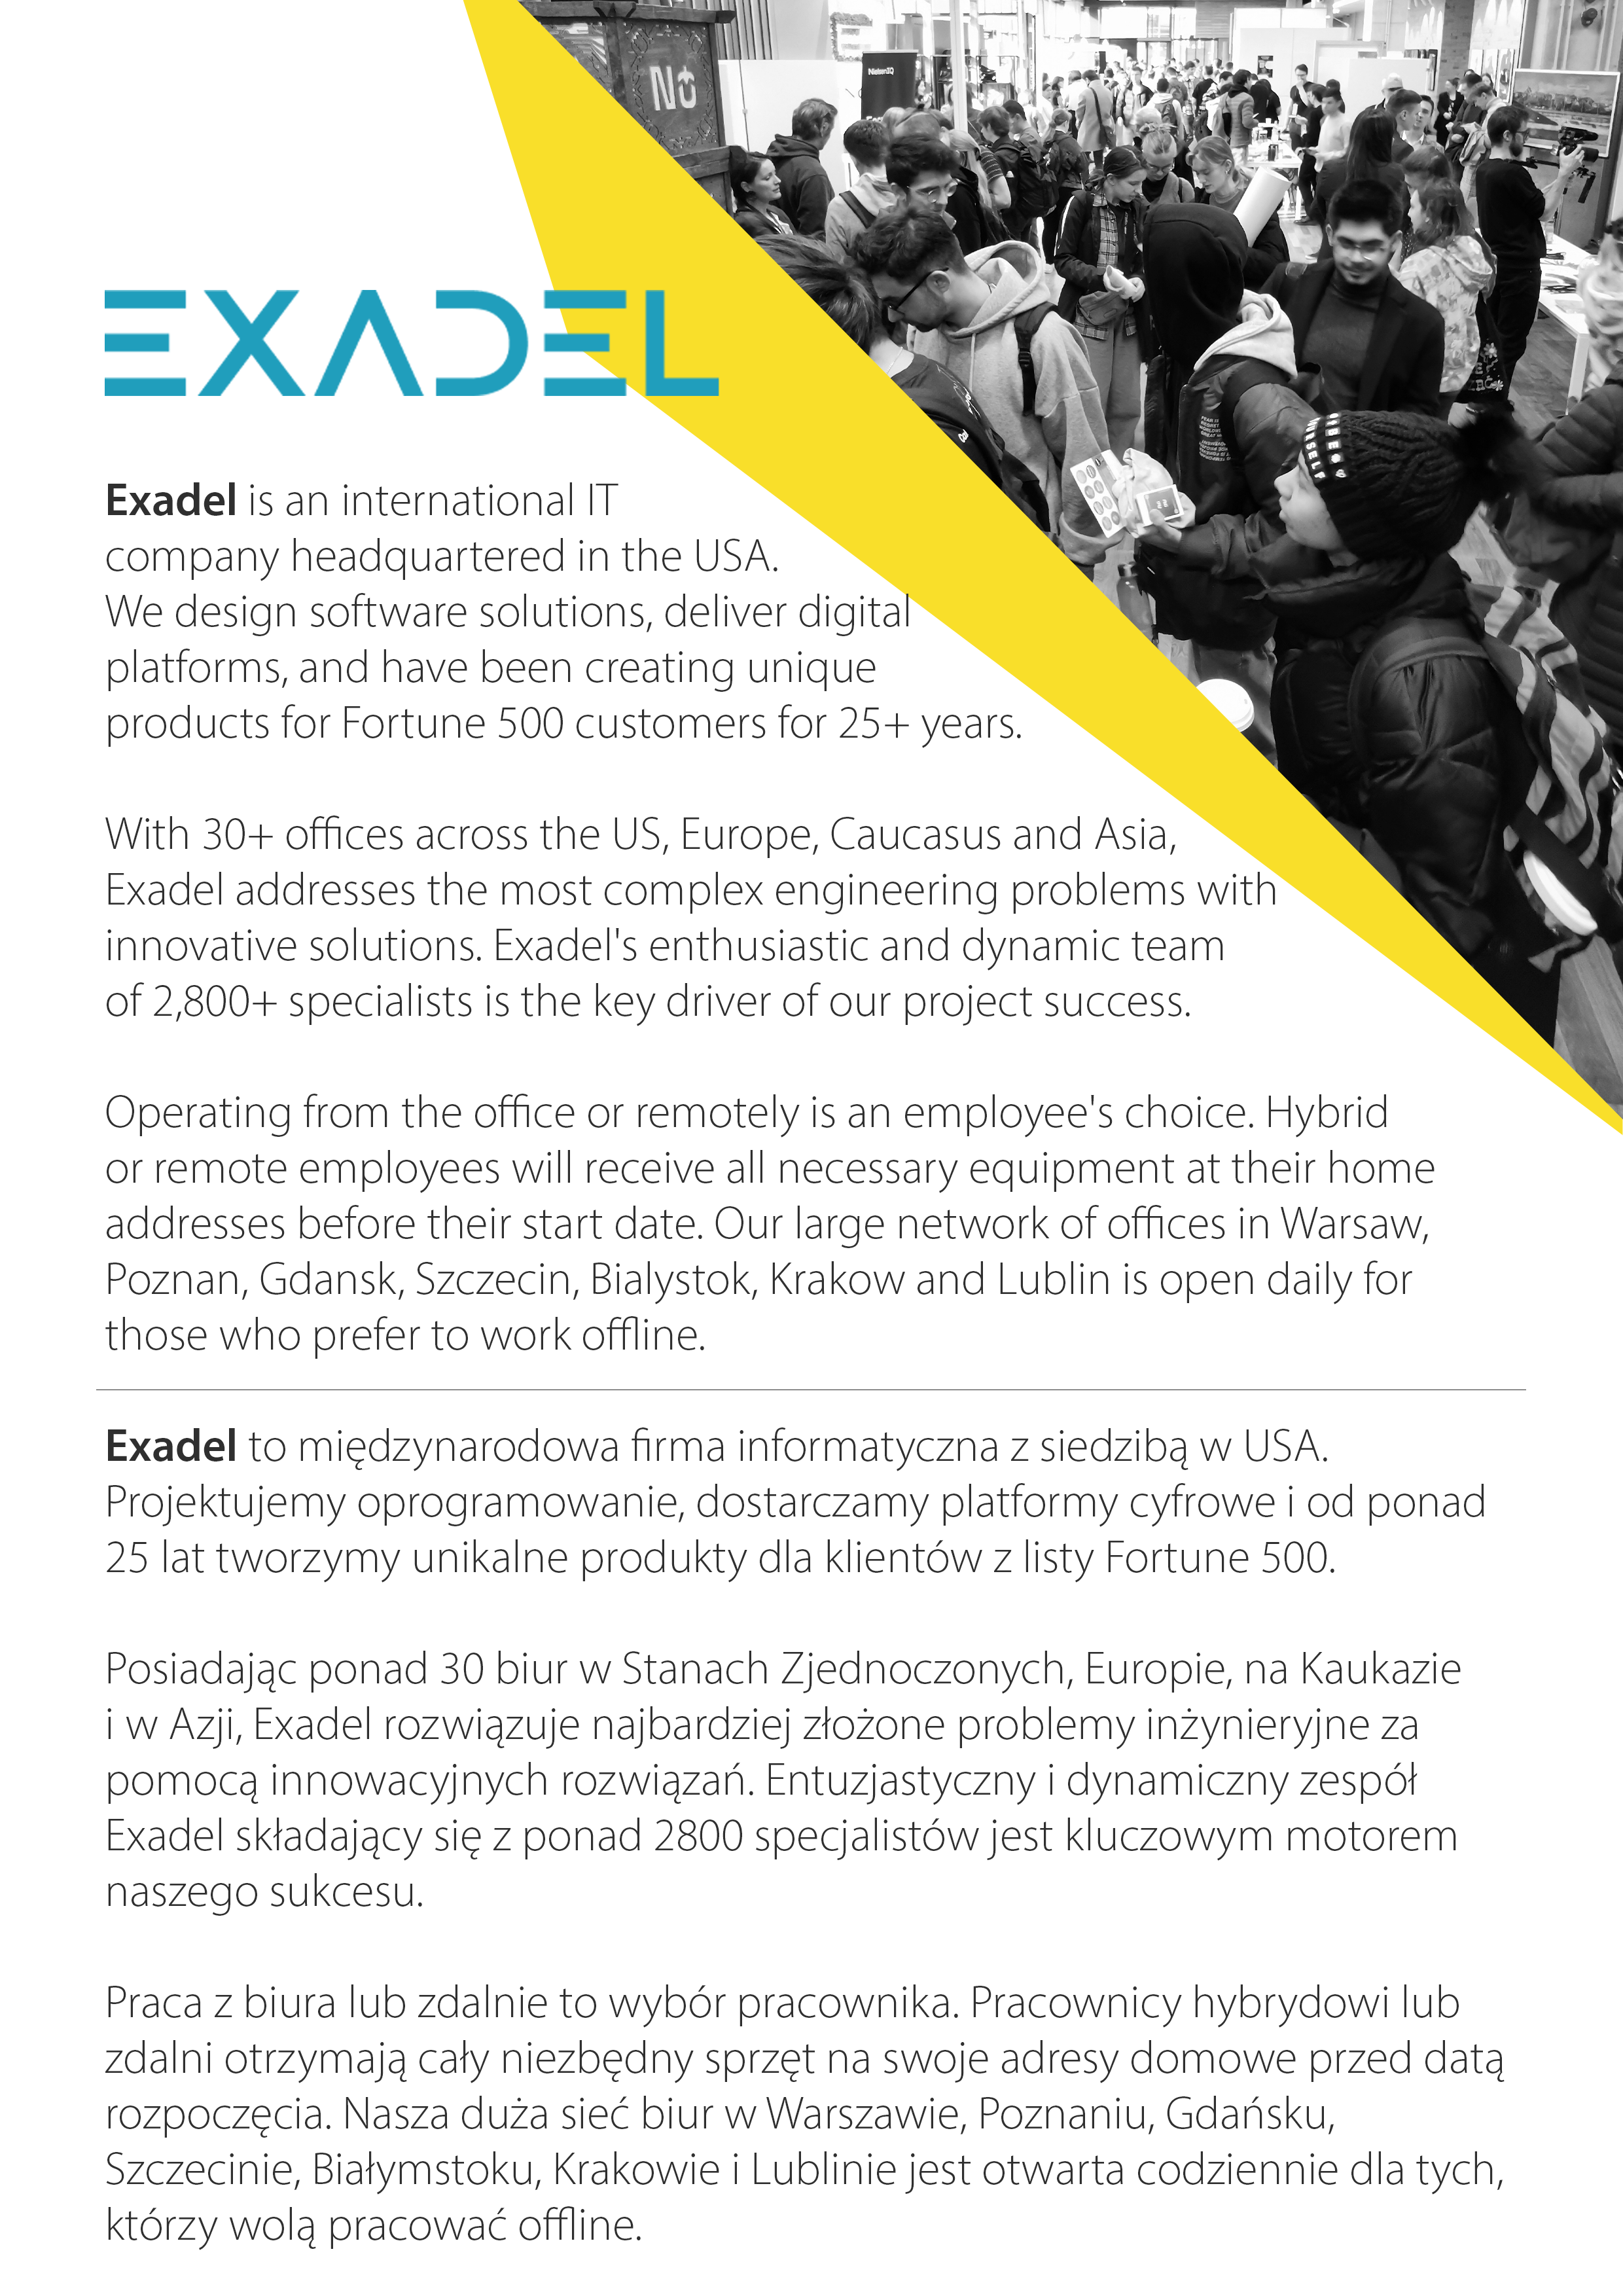 NielsenIQ
EXADEL
Exadel is an international IT
company headquartered in the USA.
We design software solutions, deliver digital
platforms, and have been creating unique
products for Fortune 500 customers for 25+ years.
With 30+ offices across the US, Europe, Caucasus and Asia,
Exadel addresses the most complex engineering problems with
innovative solutions. Exadel's enthusiastic and dynamic team
of 2,800+ specialists is the key driver of our project success.
Operating from the office or remotely is an employee's choice. Hybrid
or remote employees will receive all necessary equipment at their home
addresses before their start date. Our large network of offices in Warsaw,
Poznan, Gdansk, Szczecin, Bialystok, Krakow and Lublin is open daily for
those who prefer to work offline.
Exadel to międzynarodowa firma informatyczna z siedzibą w USA.
Projektujemy oprogramowanie, dostarczamy platformy cyfrowe i od ponad
25 lat tworzymy unikalne produkty dla klientów z listy Fortune 500.
Posiadając ponad 30 biur w Stanach Zjednoczonych, Europie, na Kaukazie
i w Azji, Exadel rozwiązuje najbardziej złożone problemy inżynieryjne za
pomocą innowacyjnych rozwiązań. Entuzjastyczny i dynamiczny zespół
Exadel składający się z ponad 2800 specjalistów jest kluczowym motorem
naszego sukcesu.
Praca z biura lub zdalnie to wybór pracownika. Pracownicy hybrydowi lub
zdalni otrzymają cały niezbędny sprzęt na swoje adresy domowe przed datą
rozpoczęcia. Nasza duża sieć biur w Warszawie, Poznaniu, Gdańsku,
Szczecinie, Białymstoku, Krakowie i Lublinie jest otwarta codziennie dla tych,
którzy wolą pracować offline.